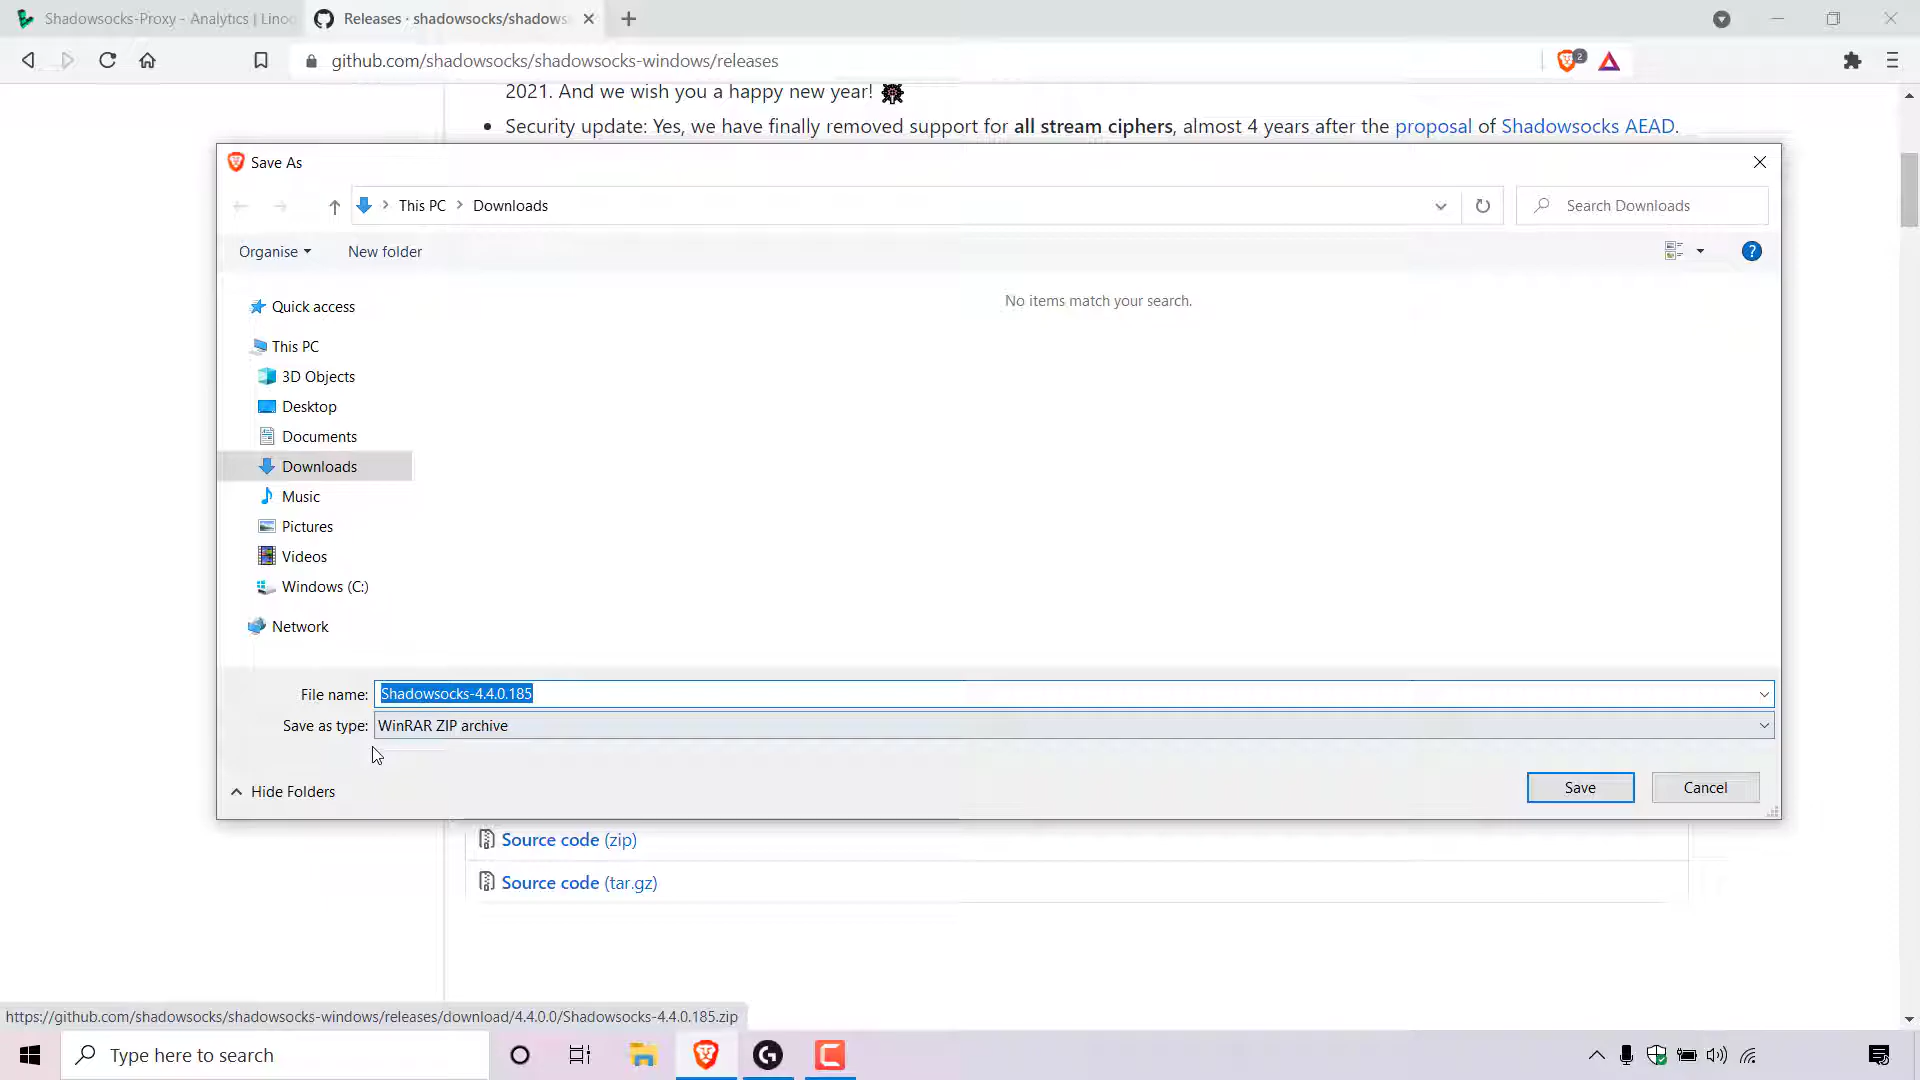 Shadowsocks-Proxy - Analytics | Lino
Releases · shadowsocks/shadows
github.com/shadowsocks/shadowsocks-windows/releases
2
2021. And we wish you a happy new year!
Security update: Yes, we have finally removed support for all stream ciphers, almost 4 years after the proposal of Shadowsocks AEAD.
Save As
This PC
Downloads
Search Downloads
Organise
New folder
?
Quick access
No items match your search.
This PC
3D Objects
Desktop
Documents
Downloads
Music
Pictures
Videos
Windows (C:)
Network
File name: Shadowsocks-4.4.0.185
Save as type: WinRAR ZIP archive
Hide Folders
Save
Cancel
Source code (zip)
Source code (tar.gz)
https://github.com/shadowsocks/shadowsocks-windows/releases/download/4.4.0.0/Shadowsocks-4.4.0.185.zip
Type here to search